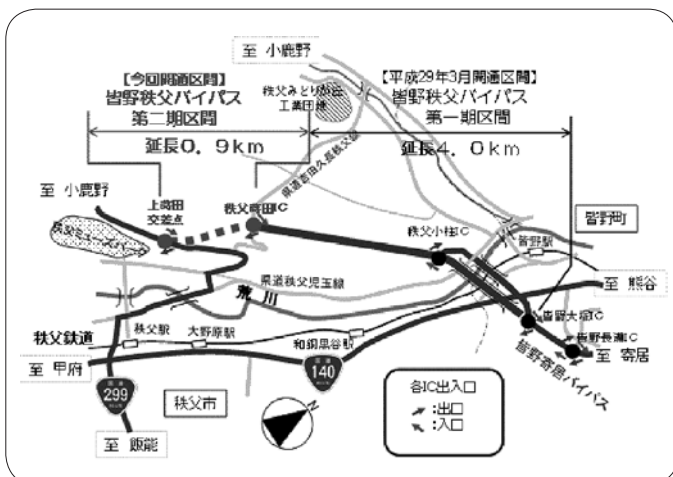 至 小鹿野
【今回開通区間】
皆野秩父バイパス
第二期区間
延長0.9km
【平成29年3月開通区間】
皆野秩父バイパス
第一期区間
延長4.0km
秩父みどりが丘
工業団地
県道吉田久長秩父線
至 小鹿野
上蒔田
交差点
秩父蒔田IC
秩父ミューズパーク
秩父小柱IC
皆野町
皆野駅
県道秩父児玉線
荒川
至 熊谷
皆野大塚IC
皆野長瀞IC
至 寄居
皆野寄居バイパス
秩父鉄道
秩父駅
大野原駅
和銅黒谷駅
至 甲府
299
140
秩父市
N
至 飯能
各IC出入口
:出口
:入口